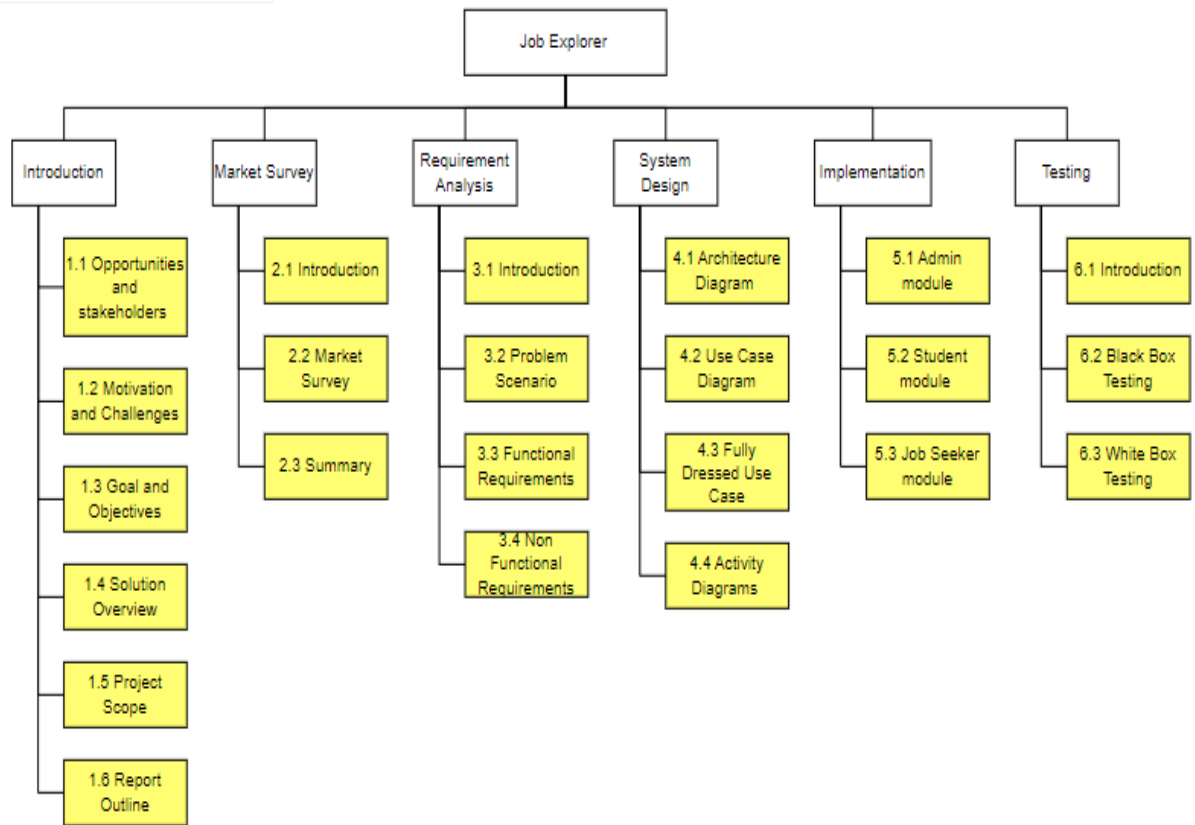 Job Explorer
Introduction
Market Survey
Requirement
Analysis
System
Design
Implementation
Testing
1.1 Opportunities
and
stakeholders
1.2 Motivation
and Challenges
1.3 Goal and
Objectives
1.4 Solution
Overview
1.5 Project
Scope
1.6 Report
Outline
2.1 Introduction
2.2 Market
Survey
2.3 Summary
3.1 Introduction
3.2 Problem
Scenario
3.3 Functional
Requirements
3.4 Non
Functional
Requirements
4.1 Architecture
Diagram
4.2 Use Case
Diagram
4.3 Fully
Dressed Use
Case
4.4 Activity
Diagrams
5.1 Admin
module
5.2 Student
module
5.3 Job Seeker
module
6.1 Introduction
6.2 Black Box
Testing
6.3 White Box
Testing